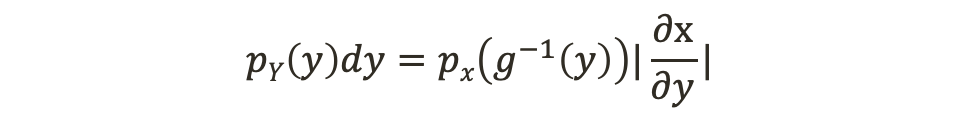 p_Y(y)dy = p_x(g⁻¹(y))|∂x/∂y|